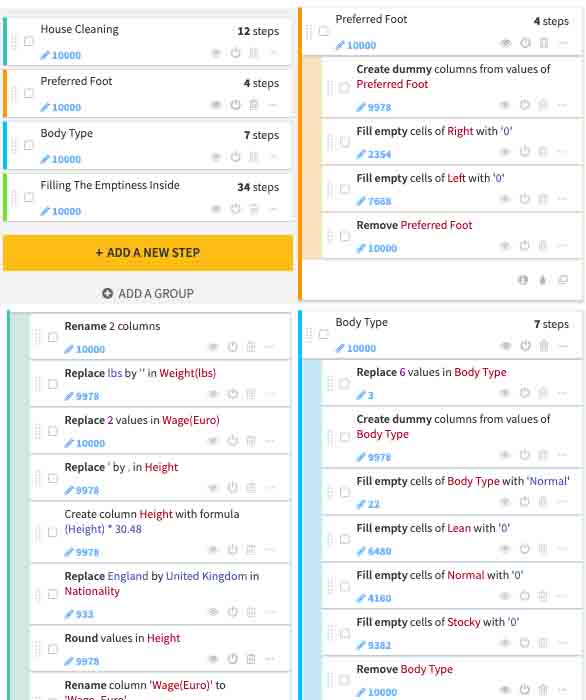 House Cleaning
12 steps
10000
Preferred Foot
4 steps
10000
Body Type
7 steps
10000
Filling The Emptiness Inside
34 steps
10000
+ ADD A NEW STEP
ADD A GROUP
Rename 2 columns
10000
Replace lbs by '' in Weight(lbs)
9978
Replace 2 values in Wage(Euro)
10000
Replace ' by . in Height
9978
Create column Height with formula
(Height) * 30.48
9978
Replace England by United Kingdom in
Nationality
933
Round values in Height
9978
Rename column 'Wage(Euro)' to
'Wage_Euro'
Preferred Foot
4 steps
10000
Create dummy columns from values of
Preferred Foot
9978
Fill empty cells of Right with '0'
2354
Fill empty cells of Left with '0'
7668
Remove Preferred Foot
10000
Body Type
7 steps
10000
Replace 6 values in Body Type
3
Create dummy columns from values of
Body Type
9978
Fill empty cells of Body Type with 'Normal'
22
Fill empty cells of Lean with '0'
6480
Fill empty cells of Normal with '0'
4160
Fill empty cells of Stocky with '0'
9382
Remove Body Type
10000